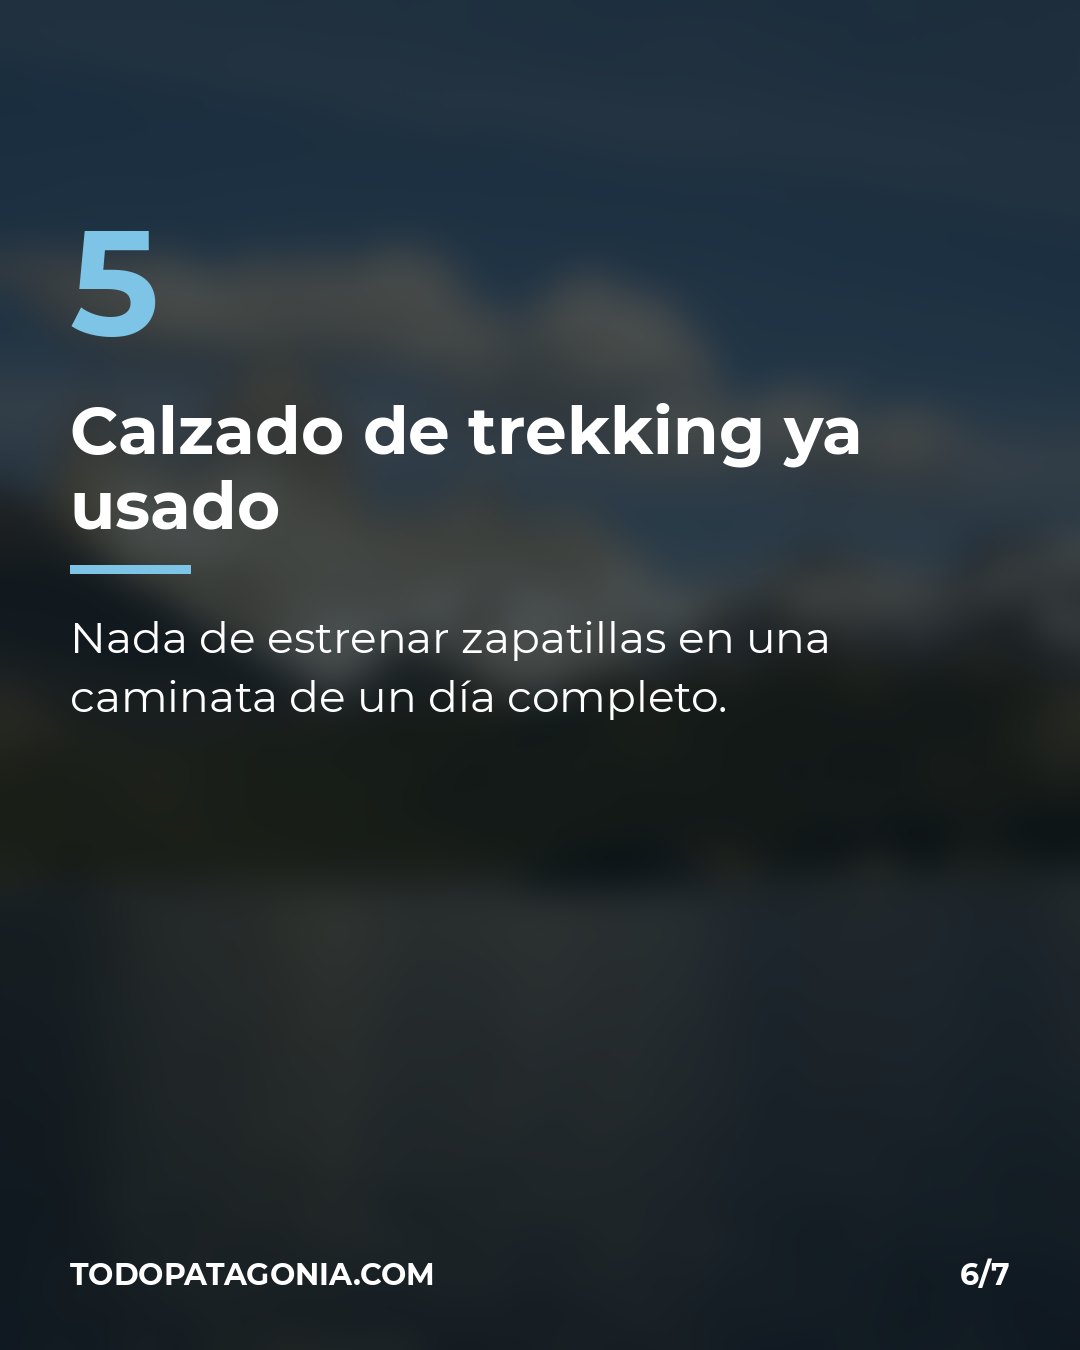 5
Calzado de trekking ya
usado
Nada de estrenar zapatillas en una
caminata de un día completo.
TODOPATAGONIA.COM
6/7